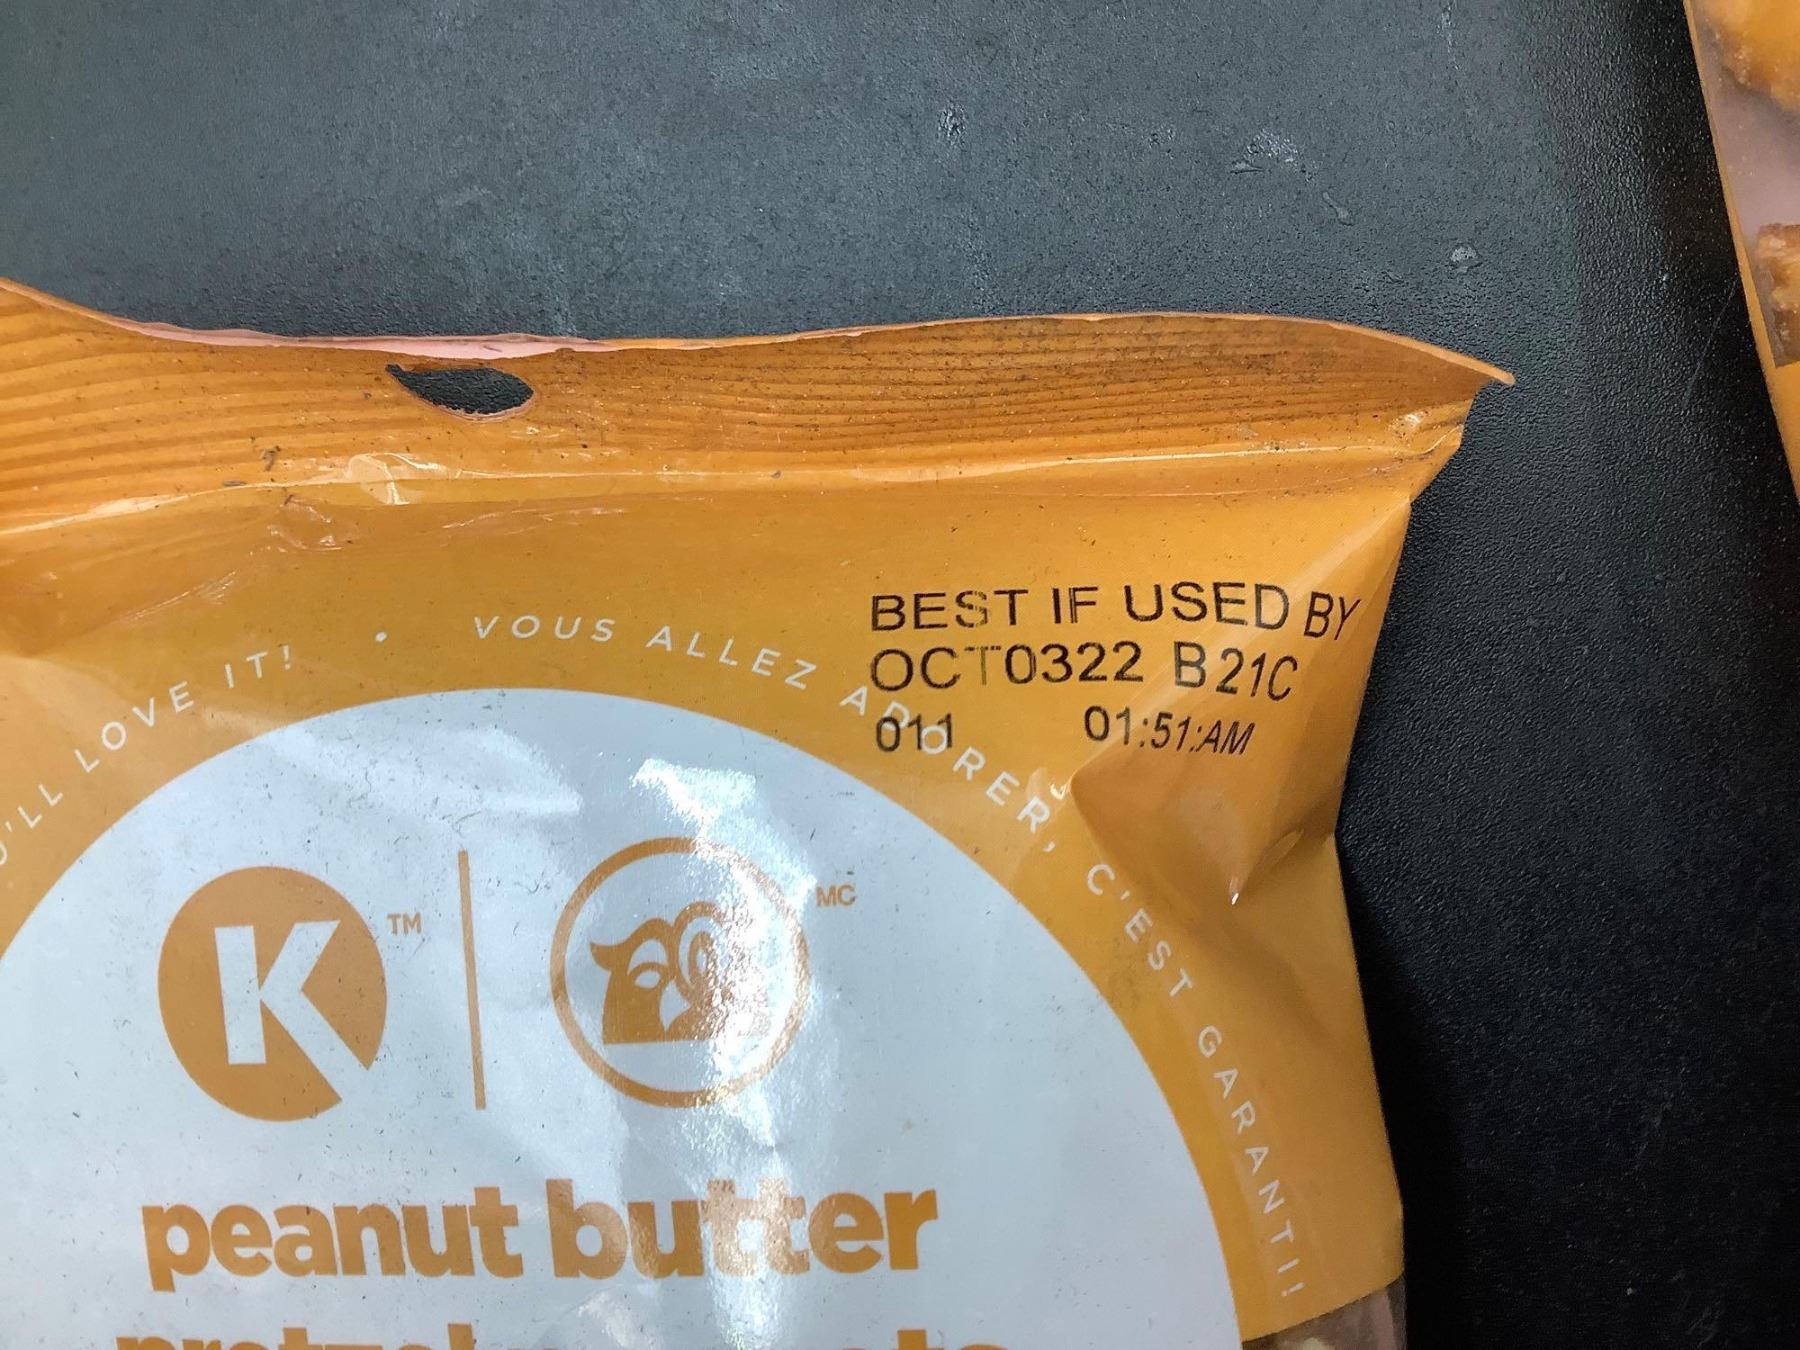 BEST IF USED BY
OCT0322 B21C
011 01:51:AM
LOVE IT! • VOUS ALLEZ ADORER, C'EST GARANTI!
K TM MC
peanut butter